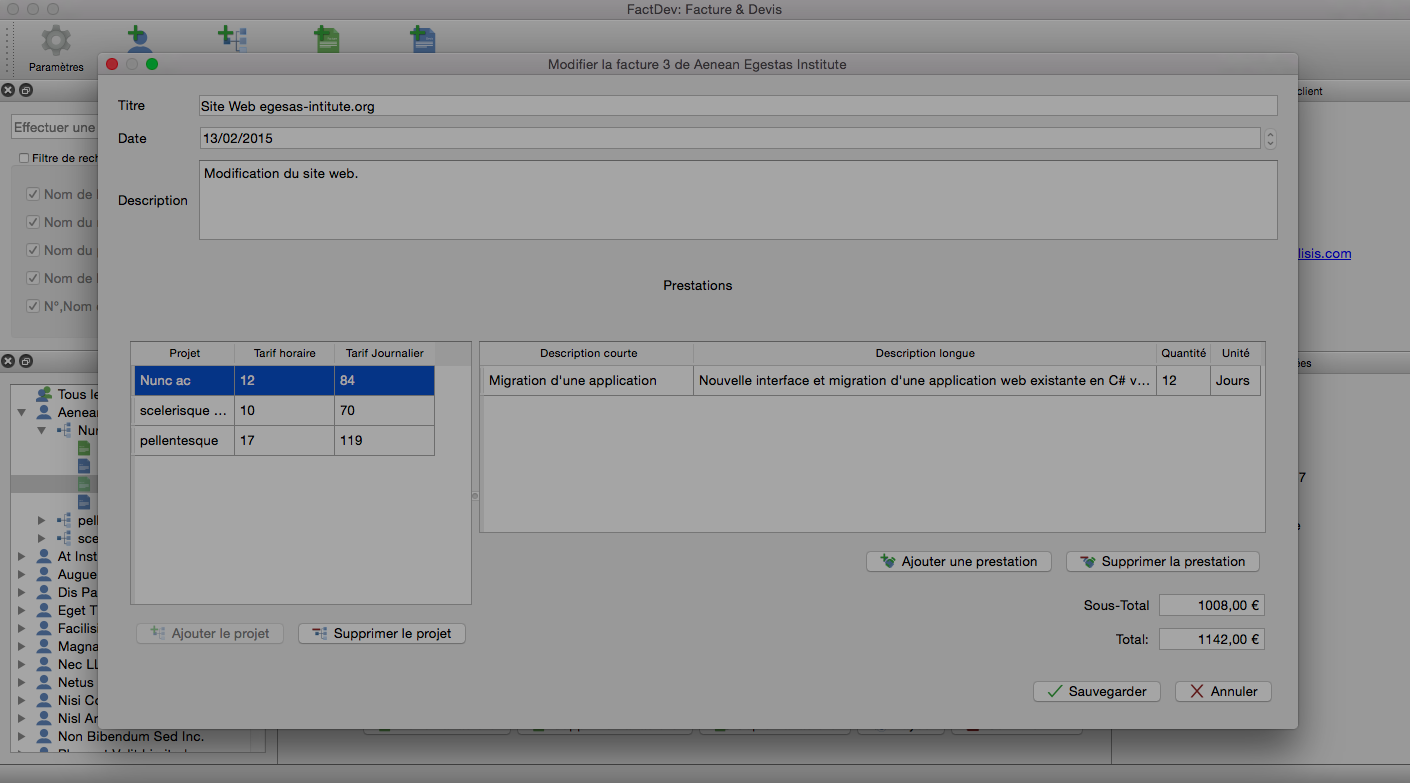 FactDev: Facture & Devis
Paramètres
Modifier la facture 3 de Aenean Egestas Institute
client
Titre
Site Web egesas-intitute.org
Effectuer une
Date
13/02/2015
Filtre de rech
Modification du site web.
Description
Nom de
Nom du
Nom du
Nom de
N°,Nom
lisis.com
Prestations
Projet
Tarif horaire
Tarif Journalier
Description courte
Description longue
Quantité
Unité
Nunc ac
12
84
Migration d'une application
Nouvelle interface et migration d'une application web existante en C# v...
12
Jours
scelerisque ...
10
70
pellentesque
17
119
Tous le
Aenean
Nun
7
pell
sce
At Inst
Augue
Dis Pa
Eget T
Facilisi
Magna
Nec LL
Netus
Nisi Co
Nisl Ar
Non Bibendum Sed Inc.
Ajouter une prestation
Supprimer la prestation
Sous-Total
1008,00 €
Ajouter le projet
Supprimer le projet
Total:
1142,00 €
Sauvegarder
Annuler